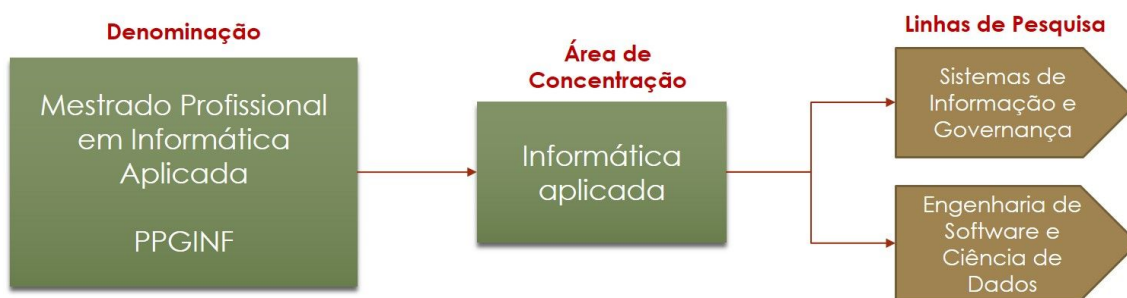 Denominação
Mestrado Profissional
em Informática
Aplicada
PPGINF
Área de
Concentração
Informática
aplicada
Linhas de Pesquisa
Sistemas de
Informação e
Governança
Engenharia de
Software e
Ciência de
Dados